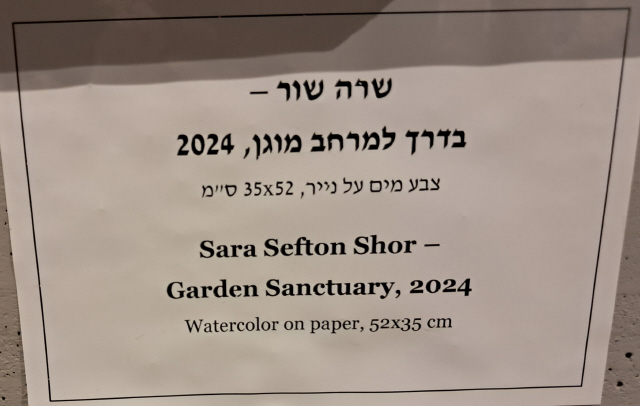 שרה שור –
בדרך למרחב מוגן, 2024
צבע מים על נייר, 35x52 ס״מ
Sara Sefton Shor –
Garden Sanctuary, 2024
Watercolor on paper, 52x35 cm